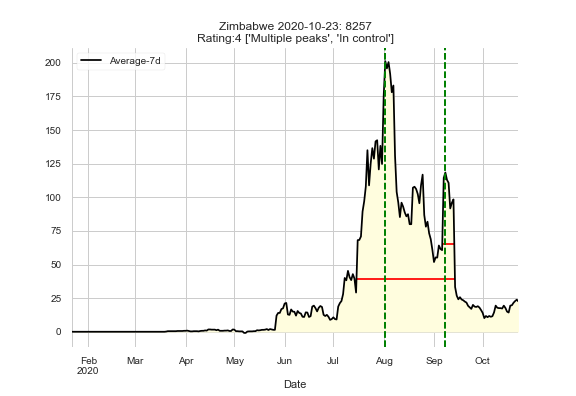 Zimbabwe 2020-10-23: 8257
Rating:4 ['Multiple peaks', 'In control']
Average-7d
200
175
150
125
100
75
50
25
0
Feb Mar Apr May Jun Jul Aug Sep Oct
2020
Date